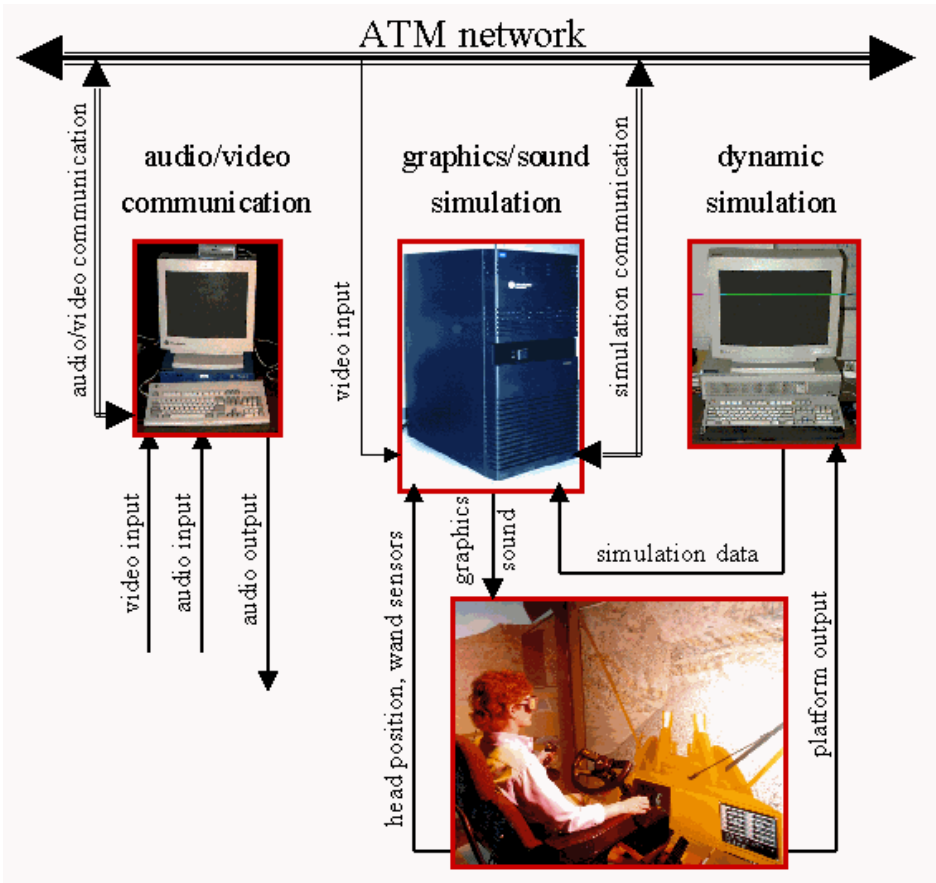 ATM network
audio/video communication
video input
simulation communication
audio/video
communication
graphics/sound
simulation
dynamic
simulation
video input
audio input
audio output
graphics
sound
simulation data
head position, wand sensors
platform output